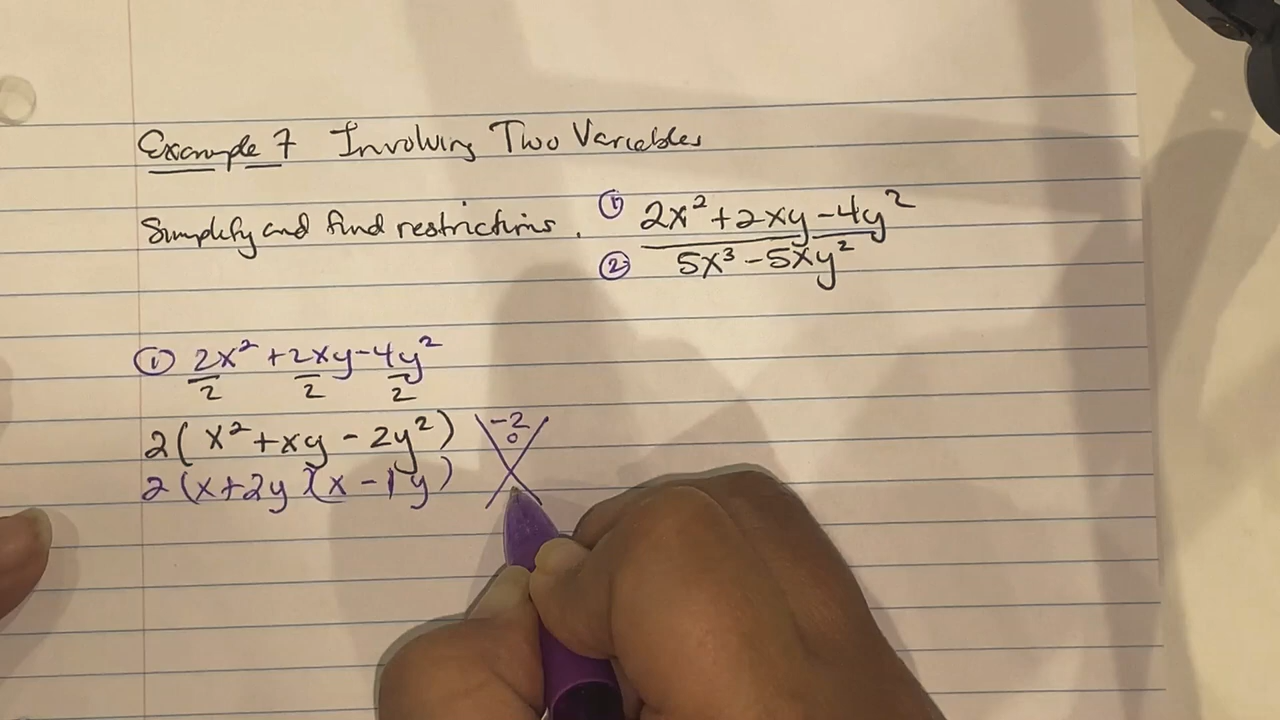 Example 7 Involving Two Variables
Simplify and find restrictions. ① 2x² + 2xy - 4y²
② 5x³ - 5xy²
① 2x² + 2xy - 4y²
2 2 2
2(x² + xy - 2y²) -2
2(x + 2y)(x - 1y)